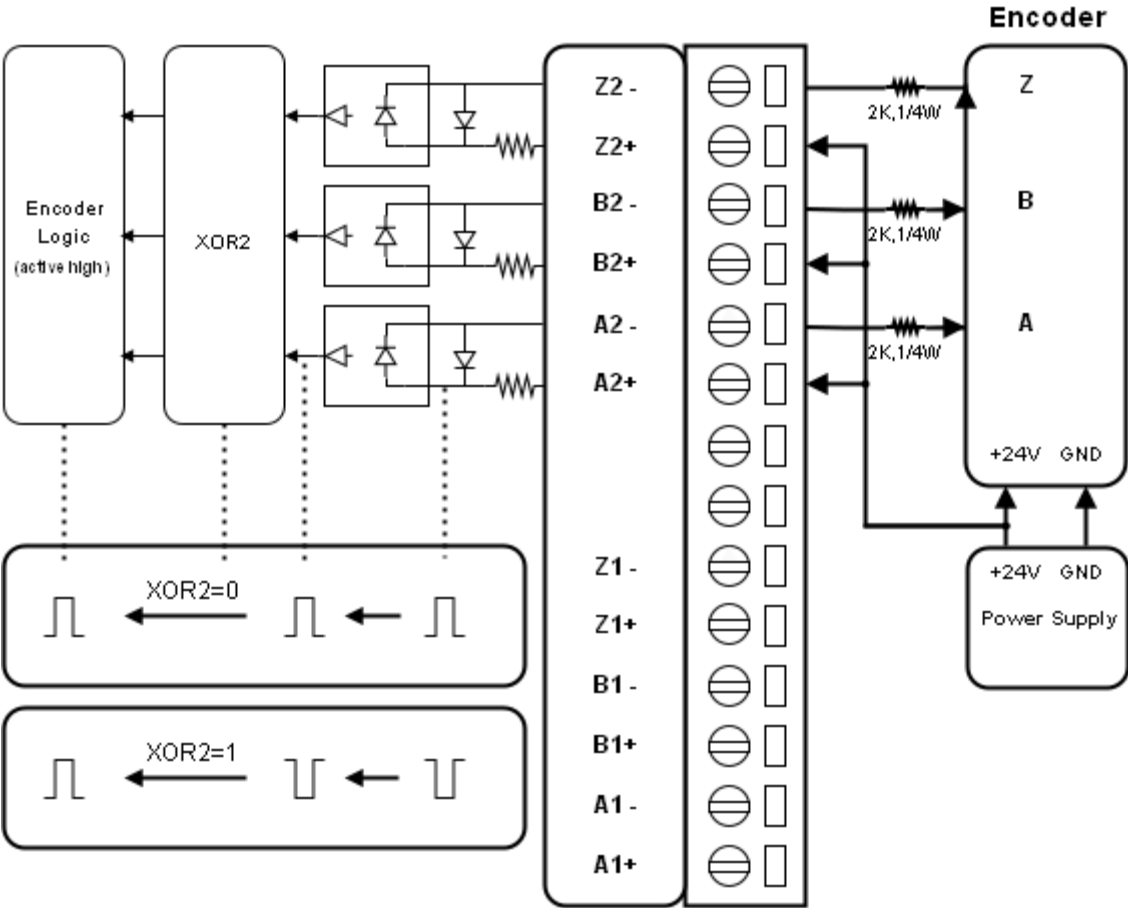 Encoder
Z2 -
Z
2K,1/4W
Z2+
B2 -
B
Encoder
Logic
(active high)
XOR2
2K,1/4W
B2+
A2 -
A
2K,1/4W
A2+
+24V GND
Z1 -
+24V GND
XOR2=0
Z1+
Power Supply
B1 -
XOR2=1
B1+
A1 -
A1+